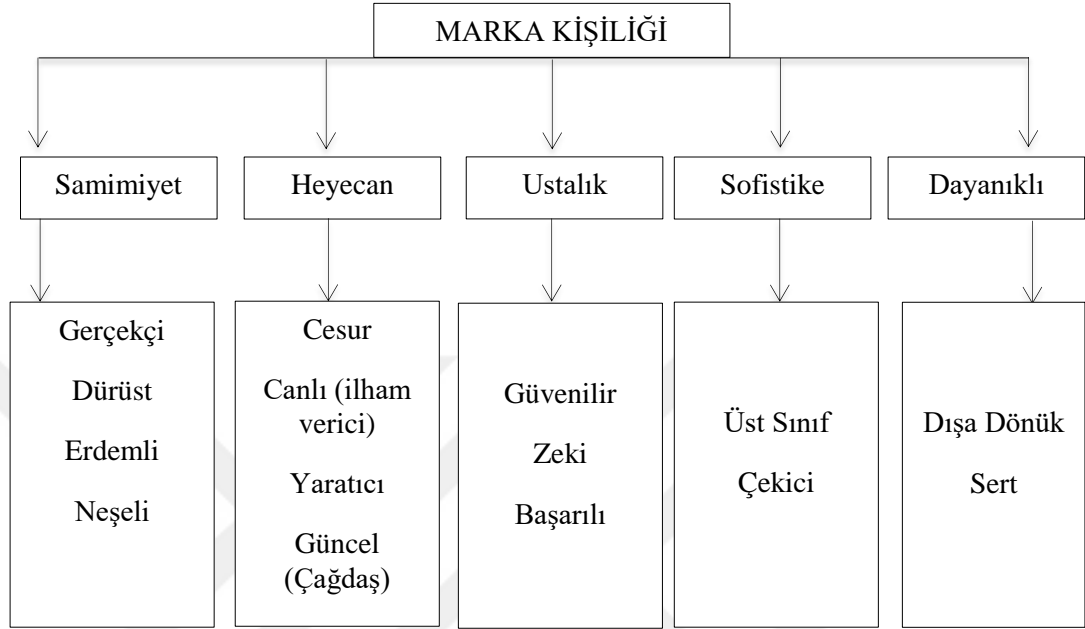 MARKA KİŞİLİĞİ
Samimiyet
Heyecan
Ustalık
Sofistike
Dayanıklı
Gerçekçi
Dürüst
Erdemli
Neşeli
Cesur
Canlı (ilham
verici)
Yaratıcı
Güncel
(Çağdaş)
Güvenilir
Zeki
Başarılı
Üst Sınıf
Çekici
Dışa Dönük
Sert